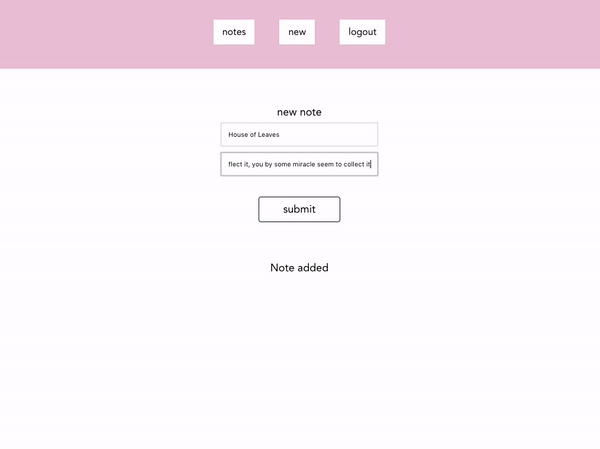 notes new logout
new note
House of Leaves
flect it, you by some miracle seem to collect it
submit
Note added